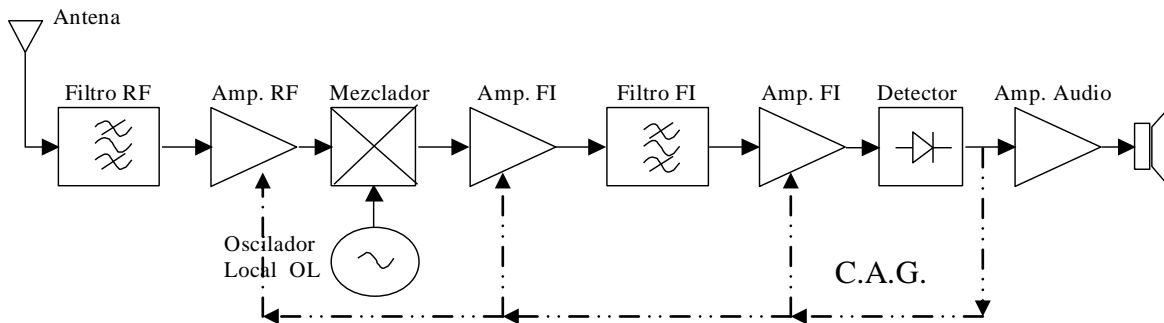 Antena
Filtro RF
Amp. RF
Mezclador
Amp. FI
Filtro FI
Amp. FI
Detector
Amp. Audio
Oscilador
Local OL
C.A.G.